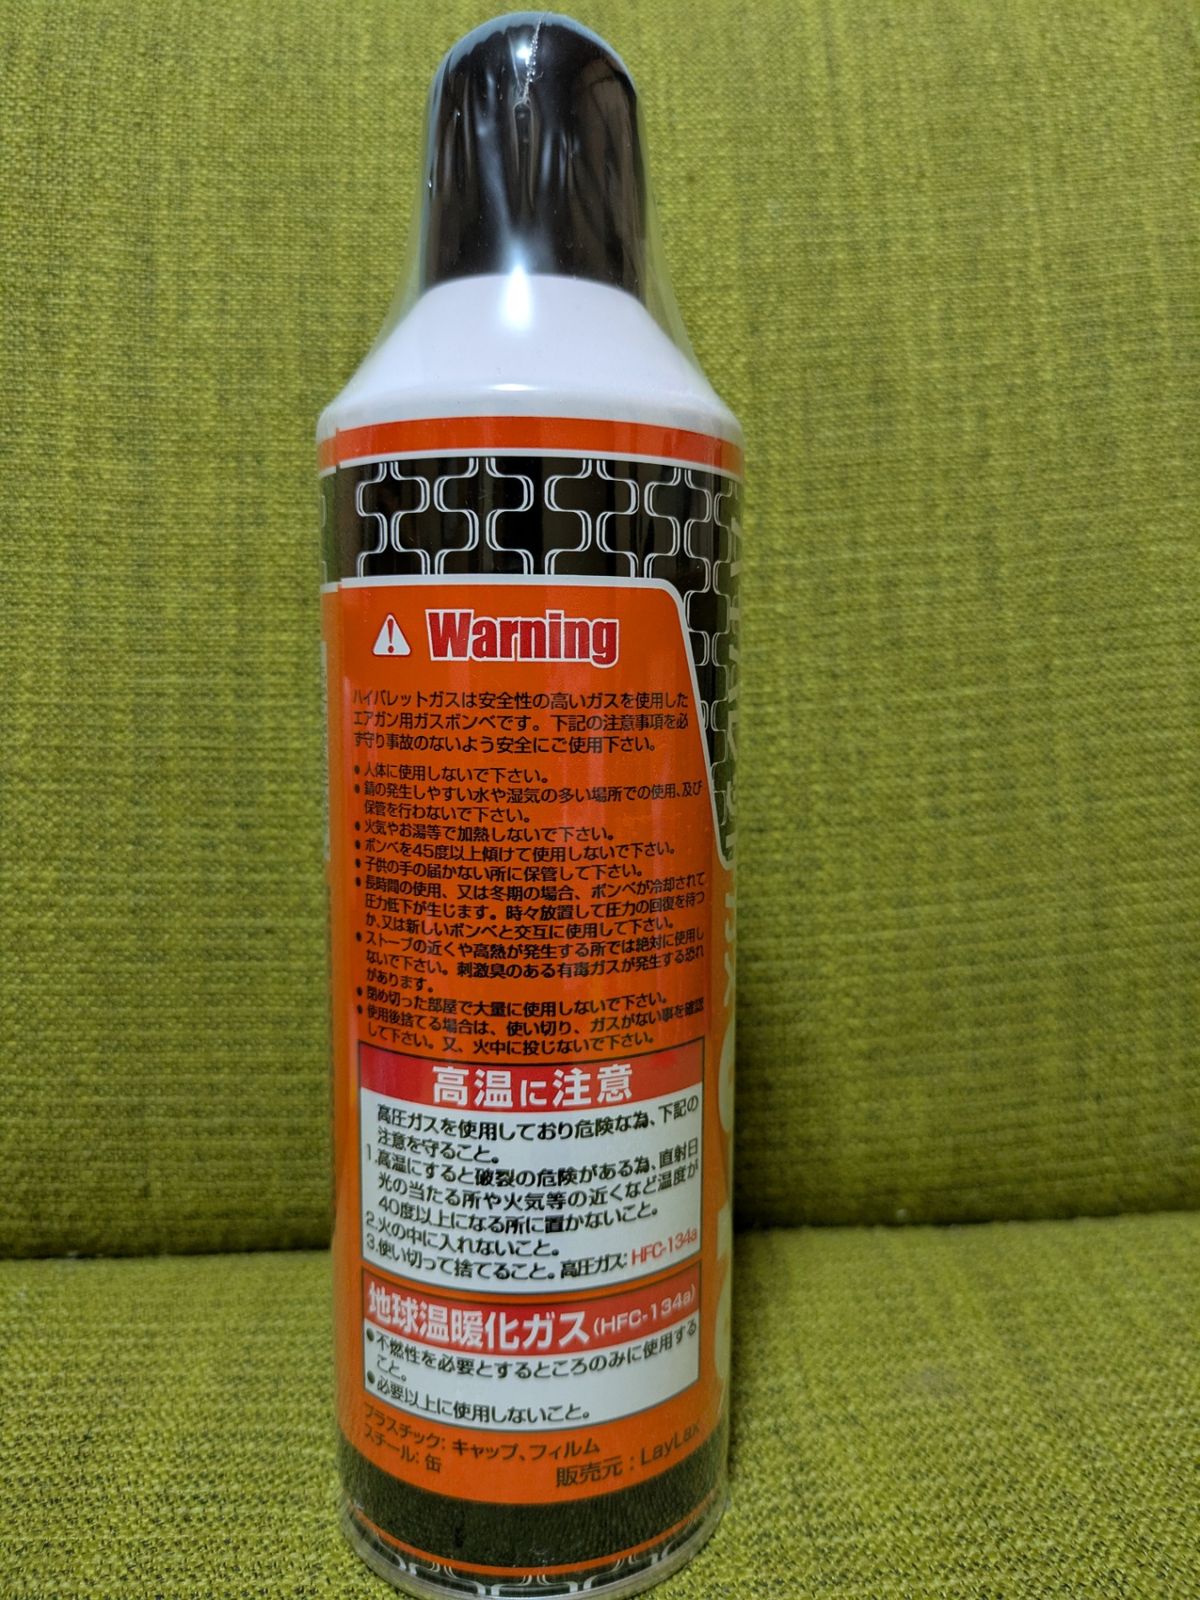 Warning
ハイバレットガスは安全性の高いガスを使用した
エアガン用ガスボンベです。下記の注意事項を必
ず守り事故のないよう安全にご使用下さい。
●人体に使用しないで下さい。
●錆の発生しやすい水や湿気の多い場所での使用、及び
保管を行わないで下さい。
●火気やお湯等で加熱しないで下さい。
●ボンベを45度以上傾けて使用しないで下さい。
●子供の手の届かない所に保管して下さい。
●長時間の使用、又は冬期の場合、ボンベが冷却されて
圧力低下が生じます。時々放置して圧力の回復を待つ
か、又は新しいボンベと交互に使用して下さい。
●ストーブの近くや高熱が発生する所では絶対に使用し
ないで下さい。刺激臭のある有毒ガスが発生する恐れ
があります。
●閉め切った部屋で大量に使用しないで下さい。
●使用後捨てる場合は、使い切り、ガスがない事を確認
して下さい。又、火中に投じないで下さい。
高温に注意
高圧ガスを使用しており危険な為、下記の
注意を守ること。
1.高温にすると破裂の危険がある為、直射日
光の当たる所や火気等の近くなど温度が
40度以上になる所に置かないこと。
2.火の中に入れないこと。
3.使い切って捨てること。高圧ガス:HFC-134a
地球温暖化ガス(HFC-134a)
●不燃性を必要とするところのみに使用する
こと。
●必要以上に使用しないこと。
プラスチック:キャップ、フィルム
スチール:缶
販売元:LayLax